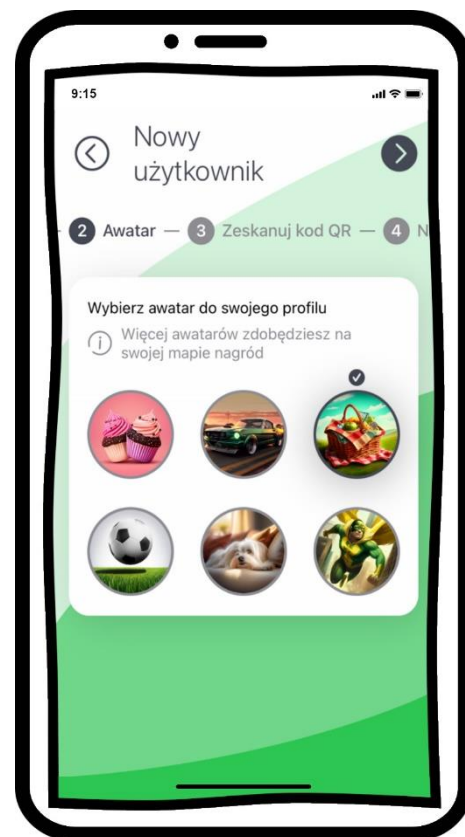 9:15
Nowy
użytkownik
2 Awatar — 3 Zeskanuj kod QR — 4 N
Wybierz awatar do swojego profilu
Więcej awatarów zdobędziesz na
swojej mapie nagród